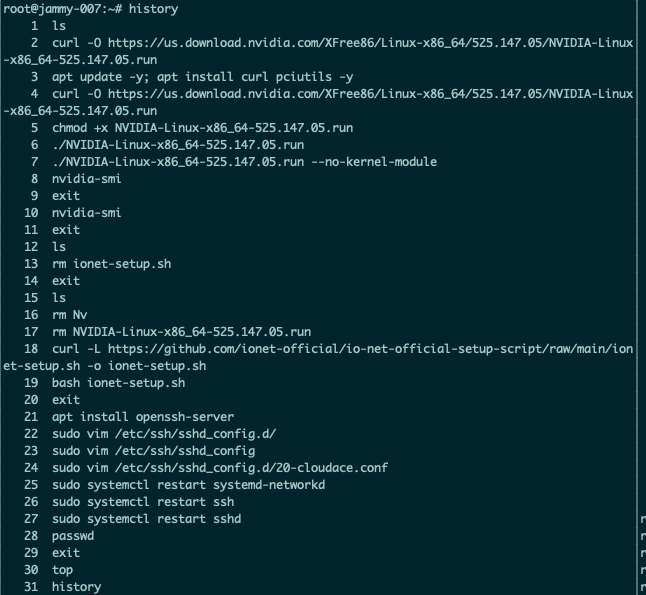 root@jammy-007:~# history
1 ls
2 curl -O https://us.download.nvidia.com/XFree86/Linux-x86_64/525.147.05/NVIDIA-Linux
-x86_64-525.147.05.run
3 apt update -y; apt install curl pciutils -y
4 curl -O https://us.download.nvidia.com/XFree86/Linux-x86_64/525.147.05/NVIDIA-Linux
-x86_64-525.147.05.run
5 chmod +x NVIDIA-Linux-x86_64-525.147.05.run
6 ./NVIDIA-Linux-x86_64-525.147.05.run
7 ./NVIDIA-Linux-x86_64-525.147.05.run --no-kernel-module
8 nvidia-smi
9 exit
10 nvidia-smi
11 exit
12 ls
13 rm ionet-setup.sh
14 exit
15 ls
16 rm Nv
17 rm NVIDIA-Linux-x86_64-525.147.05.run
18 curl -L https://github.com/ionet-official/io-net-official-setup-script/raw/main/ion
et-setup.sh -o ionet-setup.sh
19 bash ionet-setup.sh
20 exit
21 apt install openssh-server
22 sudo vim /etc/ssh/sshd_config.d/
23 sudo vim /etc/ssh/sshd_config
24 sudo vim /etc/ssh/sshd_config.d/20-cloudace.conf
25 sudo systemctl restart systemd-networkd
26 sudo systemctl restart ssh
27 sudo systemctl restart sshd
28 passwd
29 exit
30 top
31 history